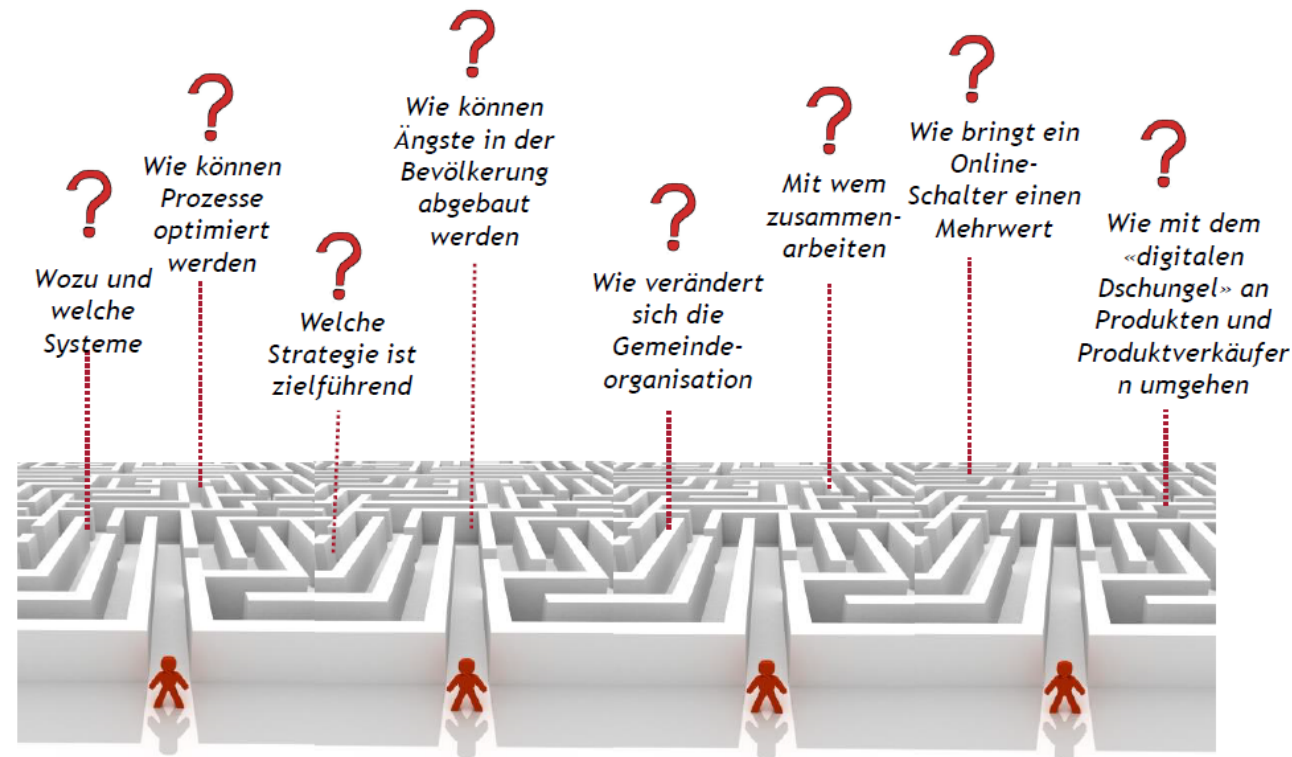 ?
Wozu und
welche
Systeme
?
Wie können
Prozesse
optimiert
werden
?
Welche
Strategie ist
zielführend
?
Wie können
Ängste in der
Bevölkerung
abgebaut
werden
?
Wie verändert
sich die
Gemeinde-
organisation
?
Mit wem
zusammen-
arbeiten
?
Wie bringt ein
Online-
Schalter einen
Mehrwert
?
Wie mit dem
«digitalen
Dschungel» an
Produkten und
Produktverkäufer
n umgehen